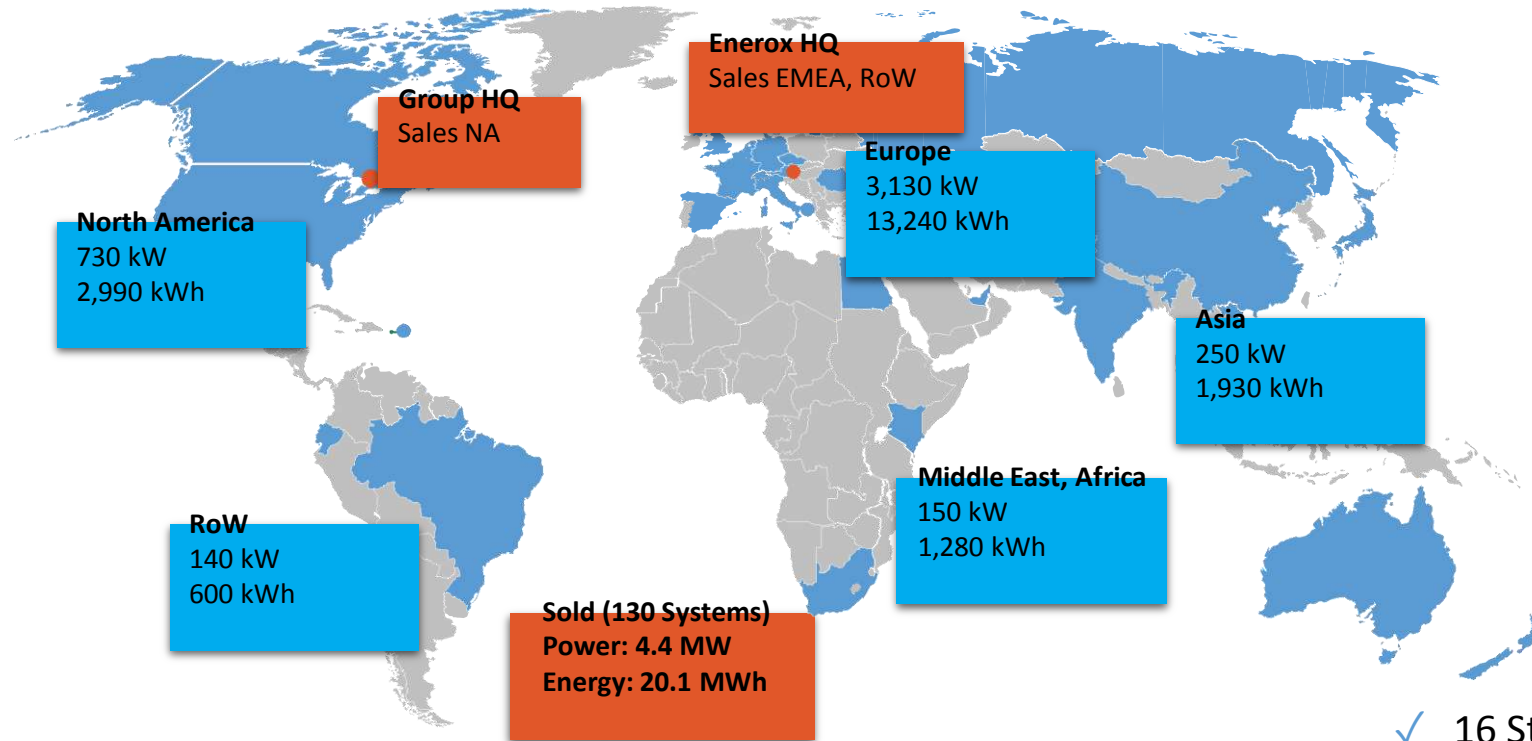 Enerox HQ
Sales EMEA, RoW
Group HQ
Sales NA
Europe
3,130 kW
13,240 kWh
North America
730 kW
2,990 kWh
Asia
250 kW
1,930 kWh
Middle East, Africa
150 kW
1,280 kWh
RoW
140 kW
600 kWh
Sold (130 Systems)
Power: 4.4 MW
Energy: 20.1 MWh
✓ 16 St